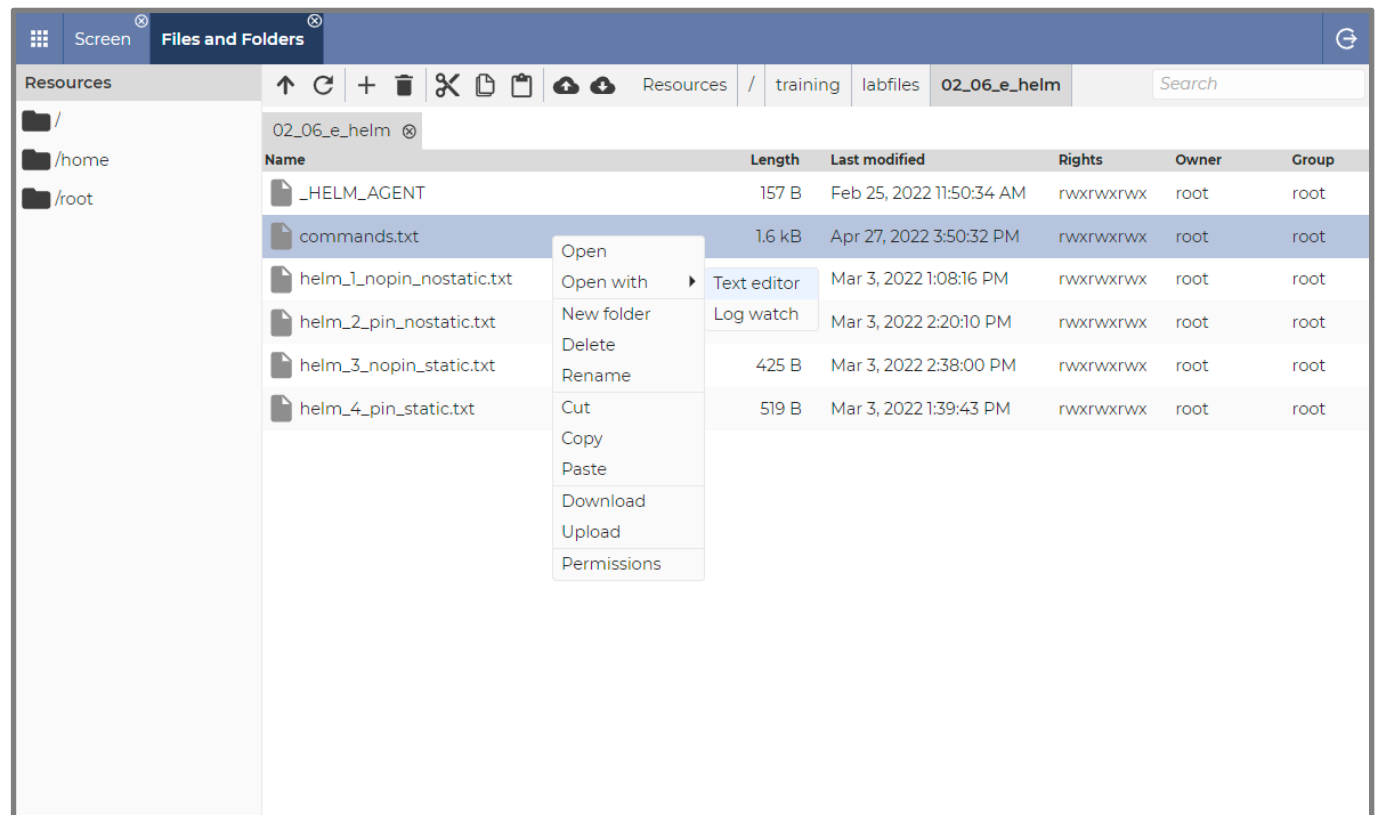 Screen Files and Folders
Resources
Resources / training labfiles 02_06_e_helm Search
/
/home
/root
02_06_e_helm
Name Length Last modified Rights Owner Group
_HELM_AGENT 157 B Feb 25, 2022 11:50:34 AM rwxrwxrwx root root
commands.txt 1.6 kB Apr 27, 2022 3:50:32 PM rwxrwxrwx root root
helm_1_nopin_nostatic.txt Mar 3, 2022 1:08:16 PM rwxrwxrwx root root
helm_2_pin_nostatic.txt Mar 3, 2022 2:20:10 PM rwxrwxrwx root root
helm_3_nopin_static.txt 425 B Mar 3, 2022 2:38:00 PM rwxrwxrwx root root
helm_4_pin_static.txt 519 B Mar 3, 2022 1:39:43 PM rwxrwxrwx root root
Open
Open with
New folder
Delete
Rename
Cut
Copy
Paste
Download
Upload
Permissions
Text editor
Log watch